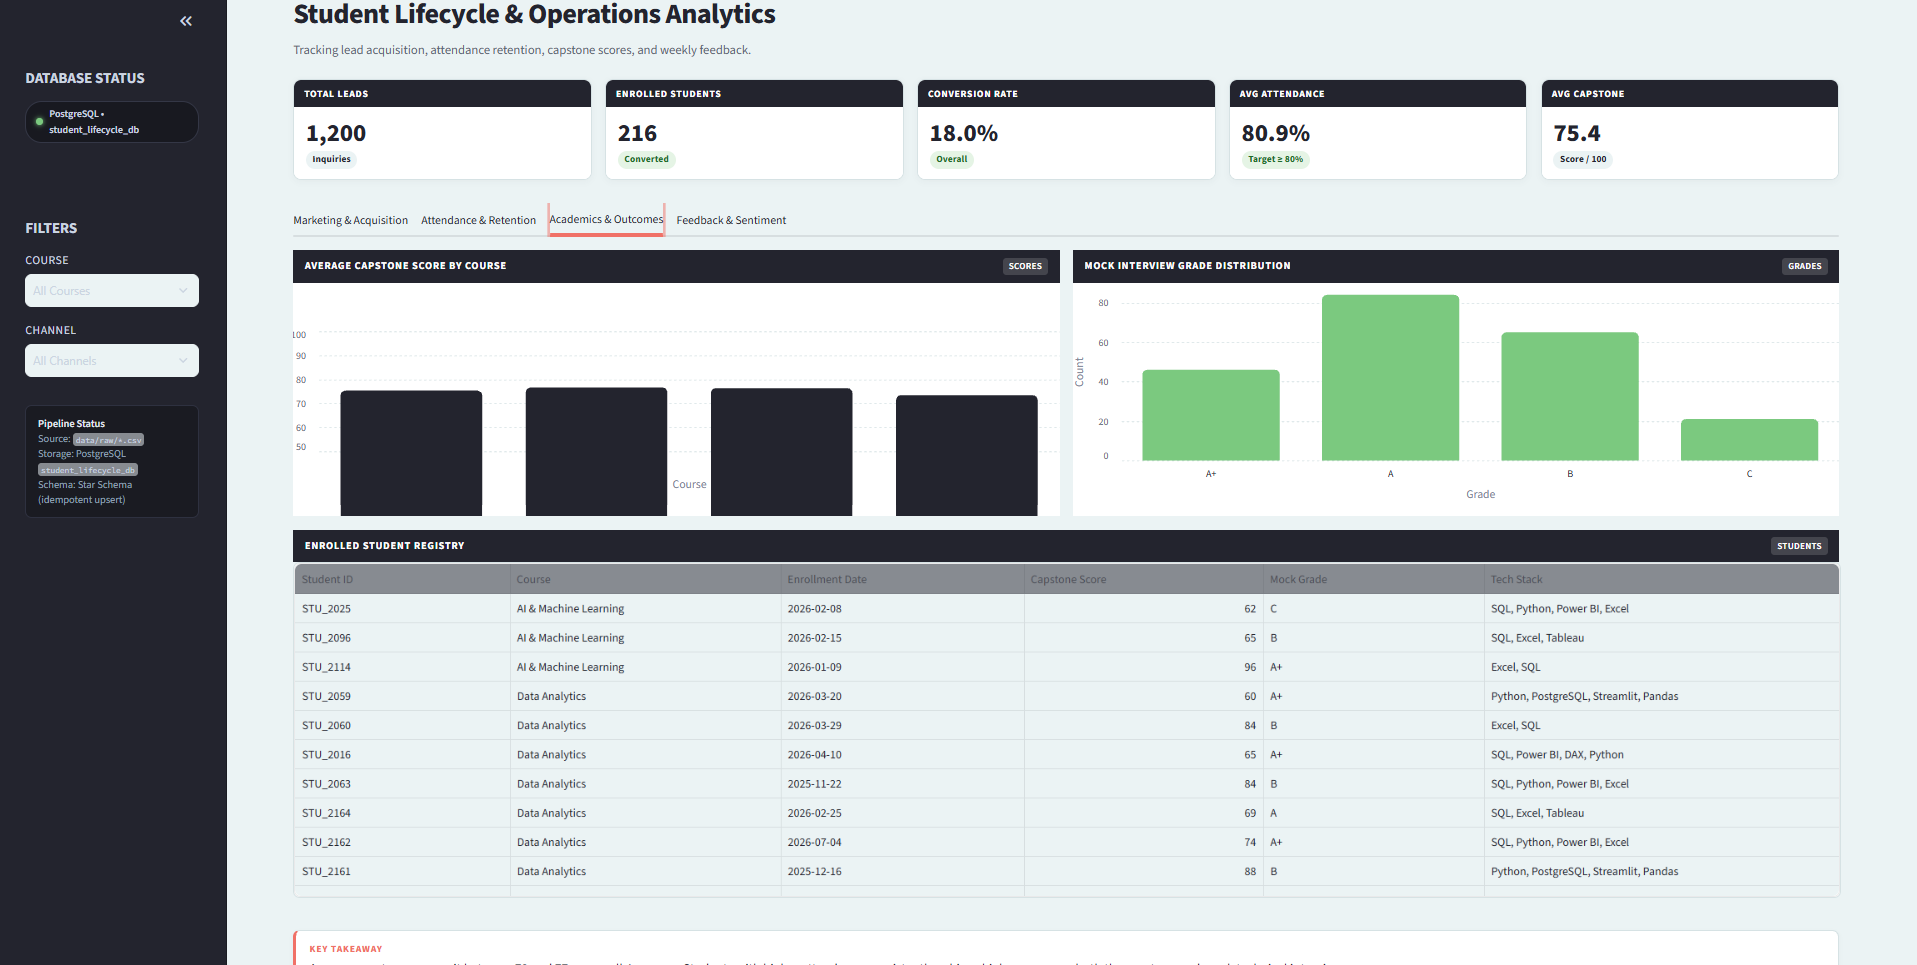 Student Lifecycle & Operations Analytics
Tracking lead acquisition, attendance retention, capstone scores, and weekly feedback.
DATABASE STATUS
PostgreSQL •
student_lifecycle_db
FILTERS
COURSE
All Courses
CHANNEL
All Channels
Pipeline Status
Source: data/raw/*.csv
Storage: PostgreSQL
student_lifecycle_db
Schema: Star Schema
(idempotent upsert)
TOTAL LEADS
1,200
Inquiries
ENROLLED STUDENTS
216
Converted
CONVERSION RATE
18.0%
Overall
AVG ATTENDANCE
80.9%
Target ≥ 80%
AVG CAPSTONE
75.4
Score / 100
Marketing & Acquisition Attendance & Retention Academics & Outcomes Feedback & Sentiment
AVERAGE CAPSTONE SCORE BY COURSE SCORES
100
90
80
70
60
50
Course
MOCK INTERVIEW GRADE DISTRIBUTION GRADES
Count
80
60
40
20
0
A+ A B C
Grade
ENROLLED STUDENT REGISTRY STUDENTS
Student ID Course Enrollment Date Capstone Score Mock Grade Tech Stack
STU_2025 AI & Machine Learning 2026-02-08 62 C SQL, Python, Power BI, Excel
STU_2096 AI & Machine Learning 2026-02-15 65 B SQL, Excel, Tableau
STU_2114 AI & Machine Learning 2026-01-09 96 A+ Excel, SQL
STU_2059 Data Analytics 2026-03-20 60 A+ Python, PostgreSQL, Streamlit, Pandas
STU_2060 Data Analytics 2026-03-29 84 B Excel, SQL
STU_2016 Data Analytics 2026-04-10 65 A+ SQL, Power BI, DAX, Python
STU_2063 Data Analytics 2025-11-22 84 B SQL, Python, Power BI, Excel
STU_2164 Data Analytics 2026-02-25 69 A SQL, Excel, Tableau
STU_2162 Data Analytics 2026-07-04 74 A+ SQL, Python, Power BI, Excel
STU_2161 Data Analytics 2025-12-16 88 B Python, PostgreSQL, Streamlit, Pandas
KEY TAKEAWAY